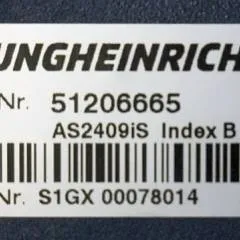 UNGHEINRICH
Nr. 51206665
AS2409iS Index B
Nr. S1GX 00078014